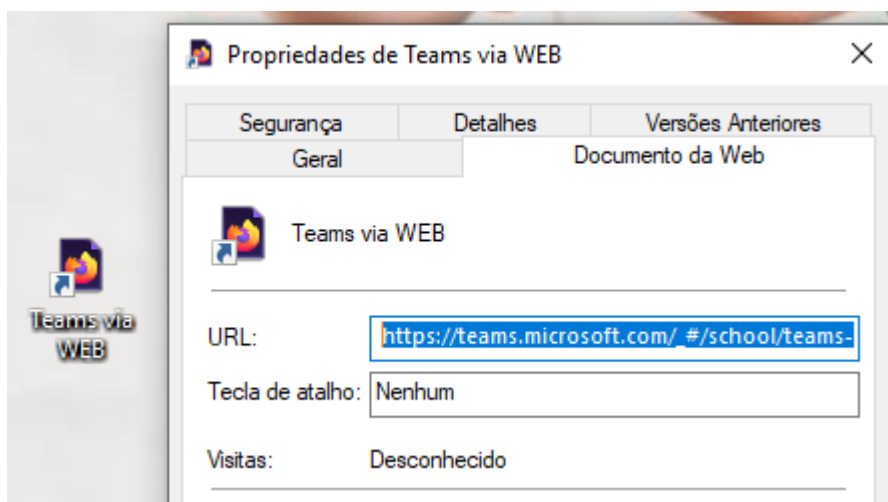 Propriedades de Teams via WEB
Segurança Detalhes Versões Anteriores
Geral Documento da Web
Teams via WEB
URL: https://teams.microsoft.com/_#/school/teams-
Tecla de atalho: Nenhum
Visitas: Desconhecido
Teams via
WEB